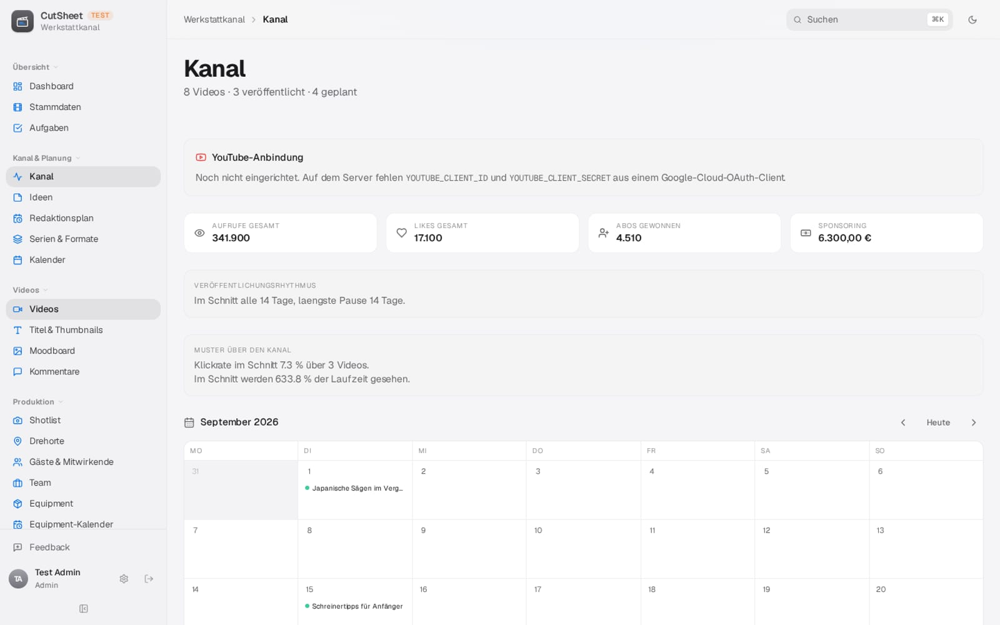 CutSheet TEST
Werkstattkanal
Übersicht
Dashboard
Stammdaten
Aufgaben
Kanal & Planung
Kanal
Ideen
Redaktionsplan
Serien & Formate
Kalender
Videos
Videos
Titel & Thumbnails
Moodboard
Kommentare
Produktion
Shotlist
Drehorte
Gäste & Mitwirkende
Team
Equipment
Equipment-Kalender
Feedback
TA
Test Admin
Admin
Werkstattkanal > Kanal
Suchen ⌘K
Kanal
8 Videos · 3 veröffentlicht · 4 geplant
YouTube-Anbindung
Noch nicht eingerichtet. Auf dem Server fehlen YOUTUBE_CLIENT_ID und YOUTUBE_CLIENT_SECRET aus einem Google-Cloud-OAuth-Client.
AUFRUFE GESAMT
341.900
LIKES GESAMT
17.100
ABOS GEWONNEN
4.510
SPONSORING
6.300,00 €
VERÖFFENTLICHUNGSRHYTHMUS
Im Schnitt alle 14 Tage, laengste Pause 14 Tage.
MUSTER ÜBER DEN KANAL
Klickrate im Schnitt 7.3 % über 3 Videos.
Im Schnitt werden 633.8 % der Laufzeit gesehen.
September 2026
Heute
MO DI MI DO FR SA SO
31 1 2 3 4 5 6
Japanische Sägen im Verg…
7 8 9 10 11 12 13
14 15 16 17 18 19 20
Schreinertipps für Anfänger